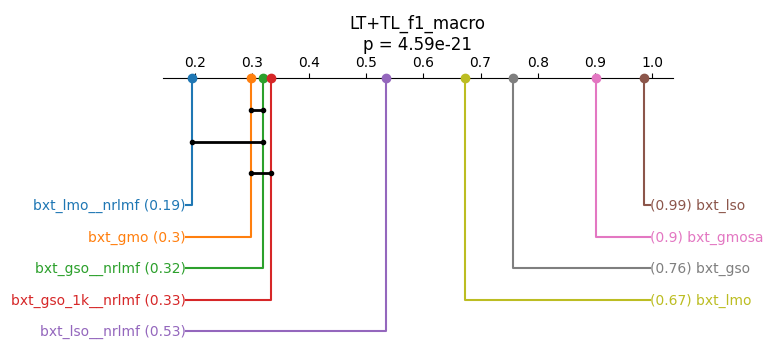 LT+TL_f1_macro
p = 4.59e-21
0.2 0.3 0.4 0.5 0.6 0.7 0.8 0.9 1.0
bxt_lmo__nrlmf (0.19) (0.99) bxt_lso
bxt_gmo (0.3) (0.9) bxt_gmosa
bxt_gso__nrlmf (0.32) (0.76) bxt_gso
bxt_gso_1k__nrlmf (0.33) (0.67) bxt_lmo
bxt_lso__nrlmf (0.53)